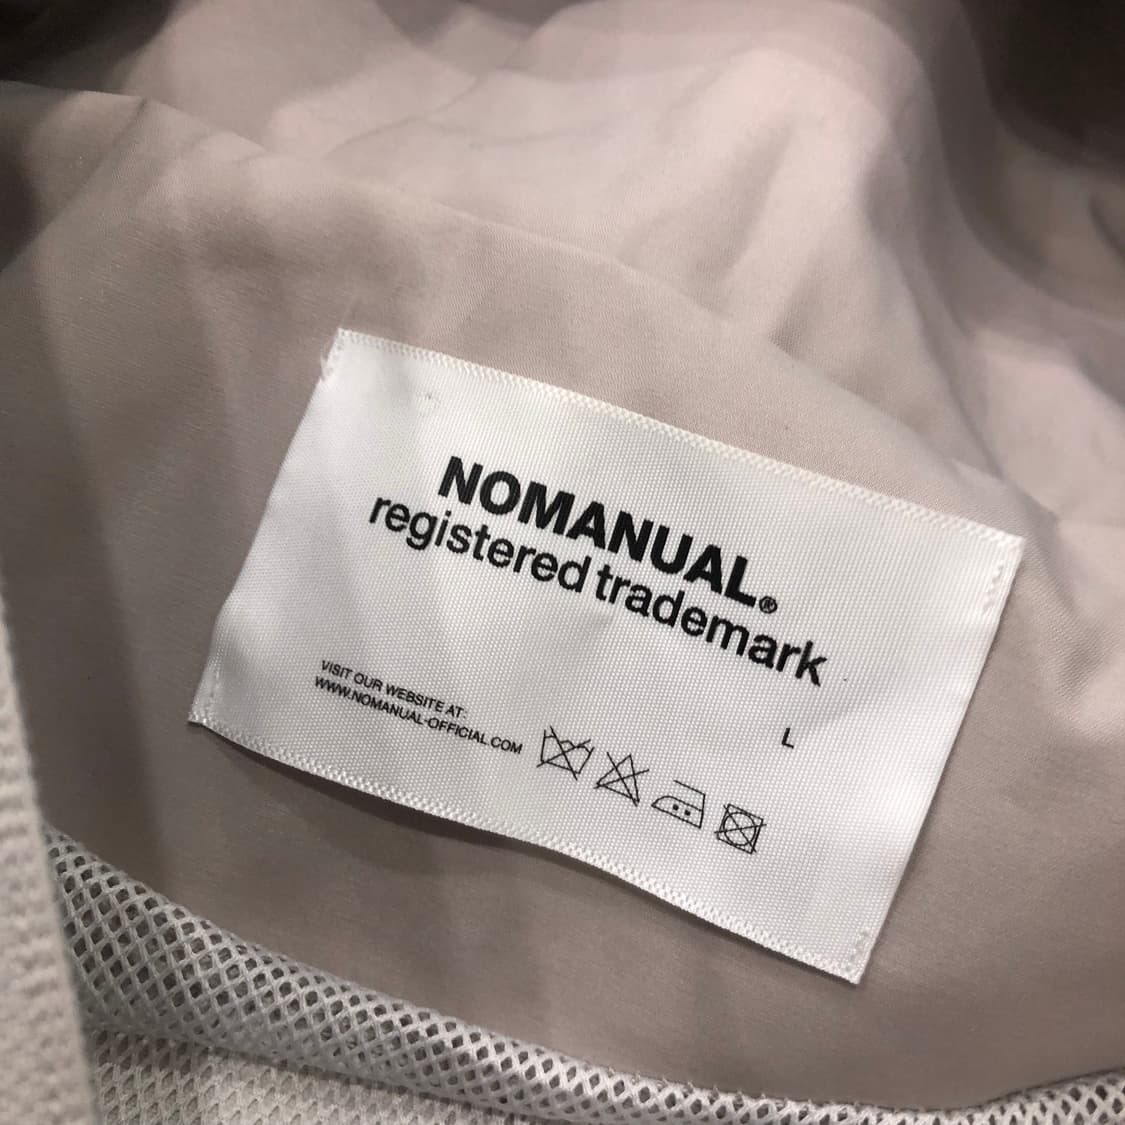 NOMANUAL.®
registered trademark
VISIT OUR WEBSITE AT:
WWW.NOMANUAL-OFFICIAL.COM
L